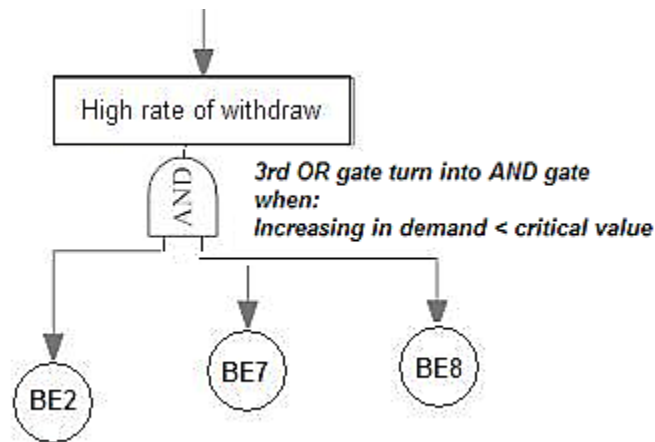 High rate of withdraw
AND
3rd OR gate turn into AND gate
when:
Increasing in demand < critical value
BE2
BE7
BE8